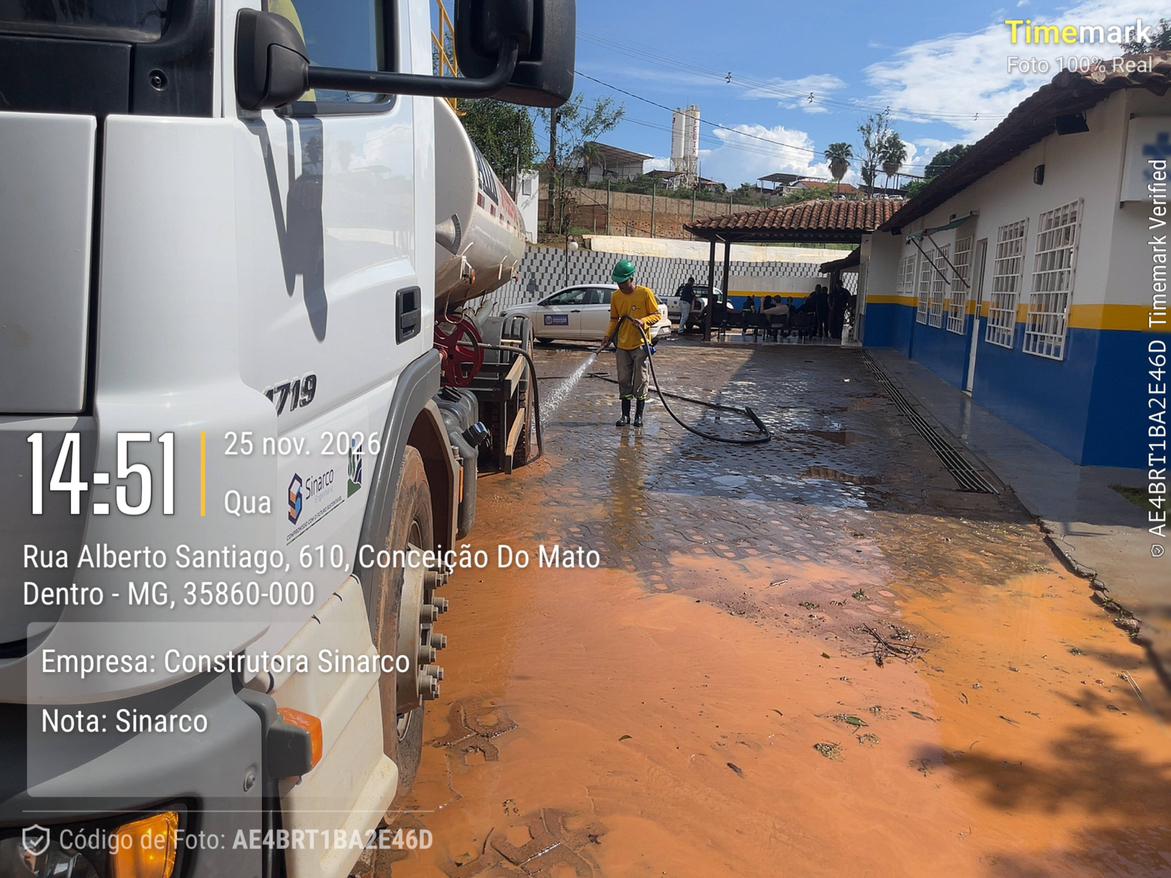 Timemark
Foto 100% Real
1719
Sinarco
14:51
25 nov. 2026
Qua
Rua Alberto Santiago, 610, Conceição Do Mato
Dentro - MG, 35860-000
Empresa: Construtora Sinarco
Nota: Sinarco
Código de Foto: AE4BRT1BA2E46D
AE4BRT1BA2E46D Timemark Verified